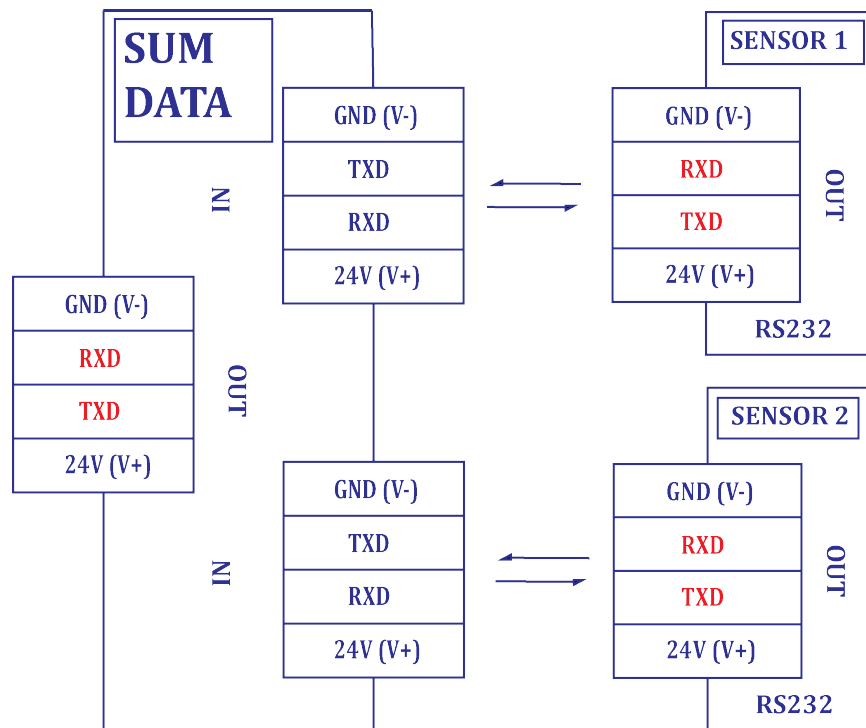 SUM
DATA
GND (V-)
TXD
RXD
24V (V+)
IN
SENSOR 1
GND (V-)
RXD
TXD
24V (V+)
OUT
RS232
GND (V-)
RXD
TXD
24V (V+)
OUT
GND (V-)
TXD
RXD
24V (V+)
IN
SENSOR 2
GND (V-)
RXD
TXD
24V (V+)
OUT
RS232